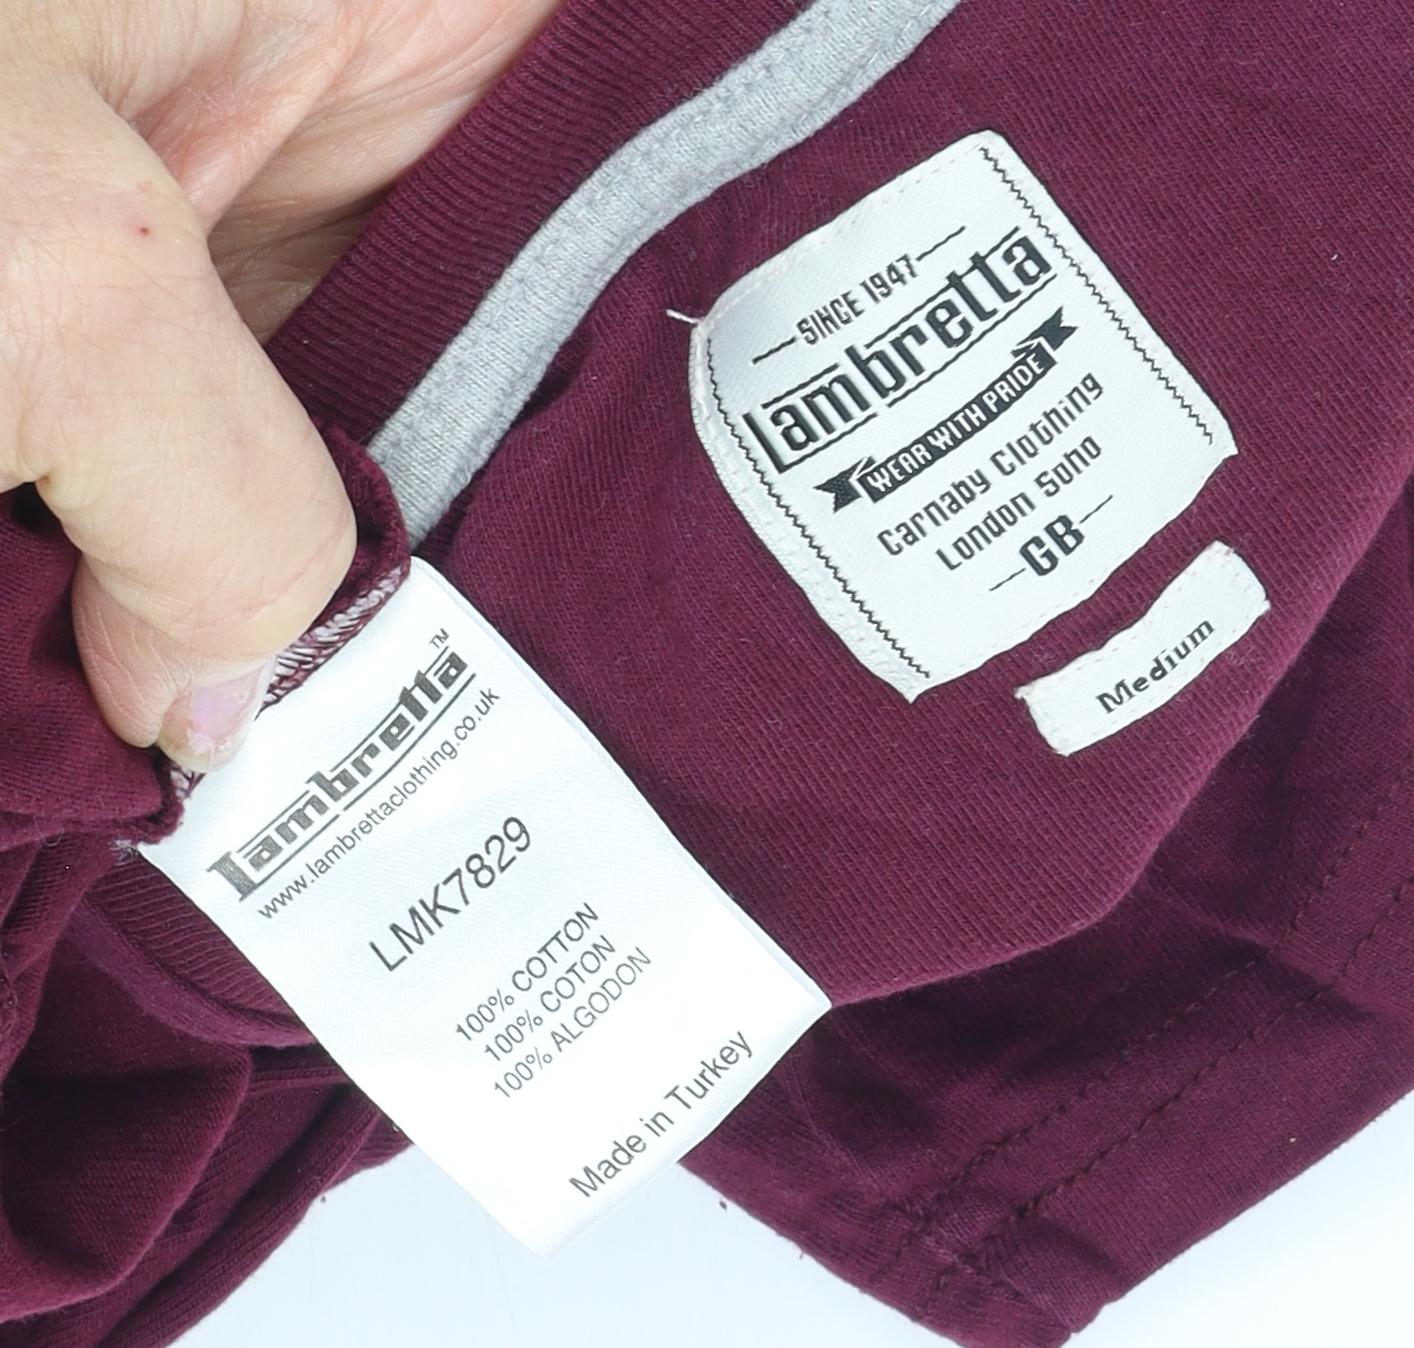 SINCE 1947
Lambretta
WEAR WITH PRIDE
Carnaby Clothing
London Soho
GB
Medium
Lambretta™
www.lambrettaclothing.co.uk
LMK7829
100% COTTON
100% COTON
100% ALGODON
Made in Turkey